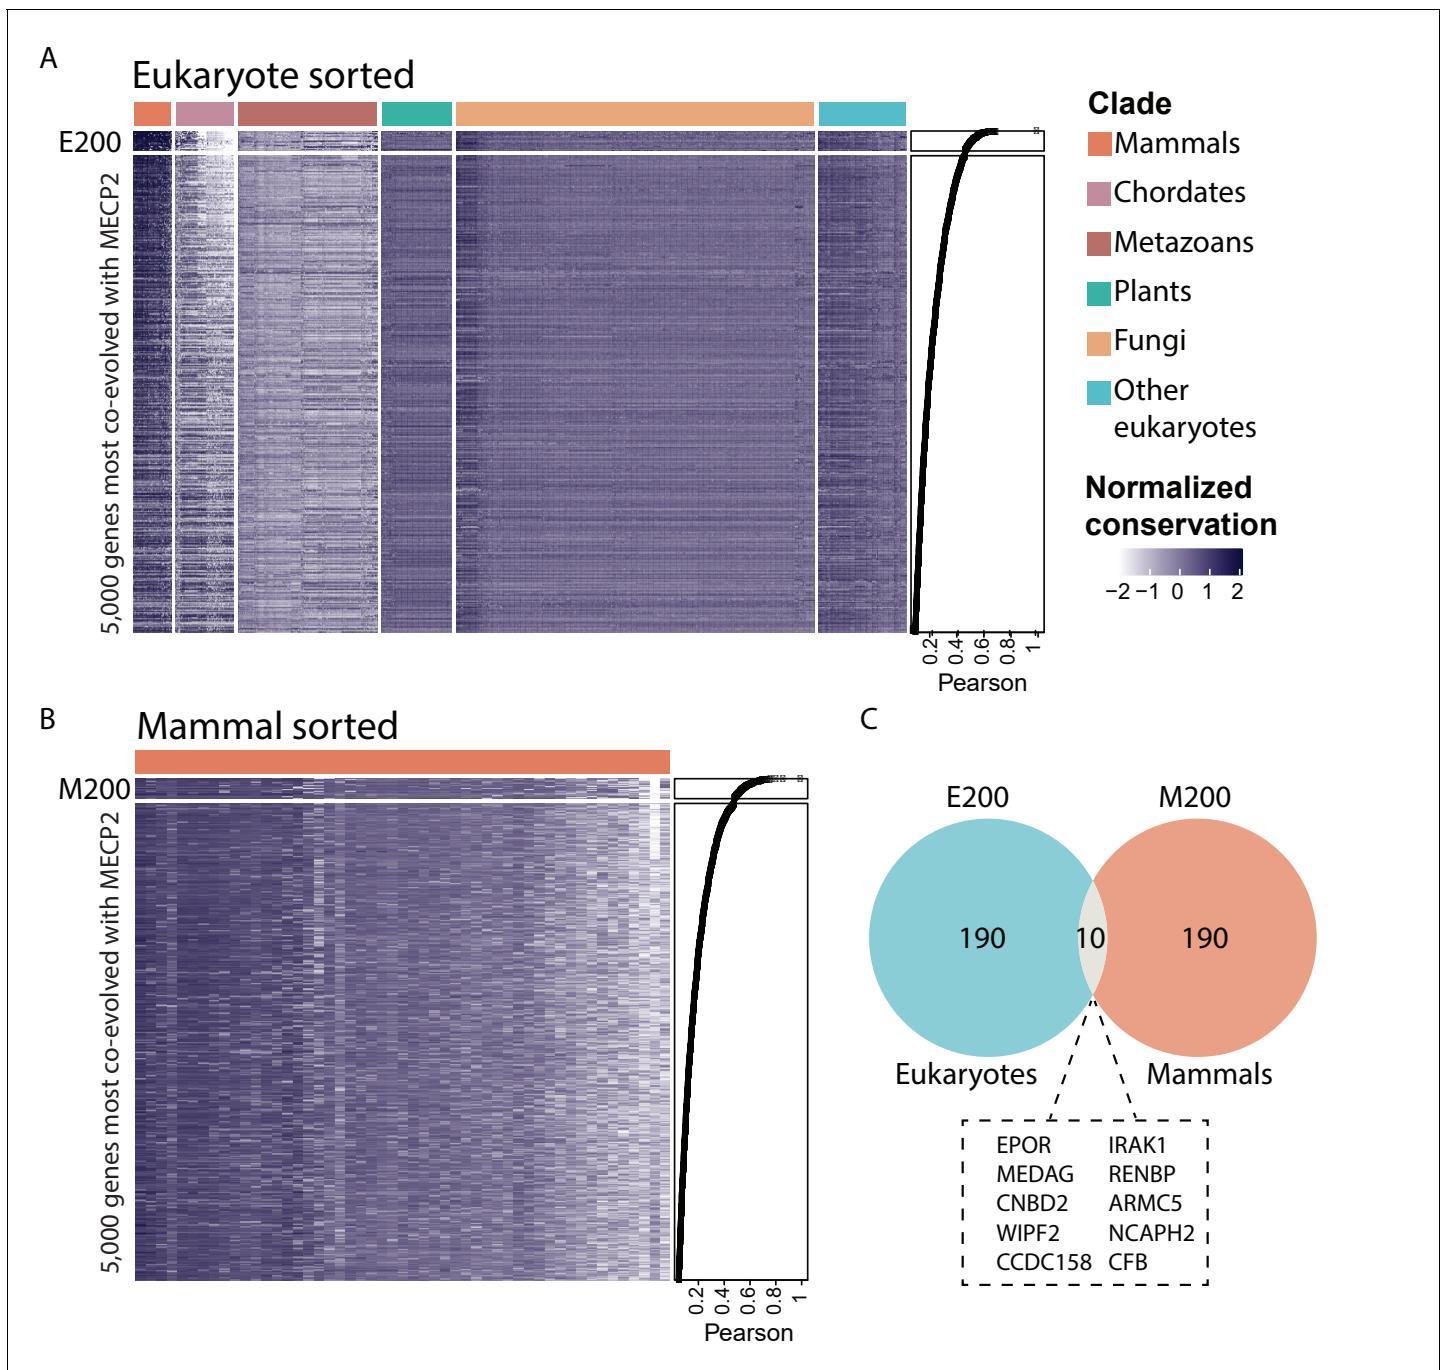 A
Eukaryote sorted
E200
5,000 genes most co-evolved with MECP2
0.2
0.4
0.6
0.8
1
Pearson
Clade
Mammals
Chordates
Metazoans
Plants
Fungi
Other
eukaryotes
Normalized
conservation
−2 −1 0 1 2
B
Mammal sorted
M200
5,000 genes most co-evolved with MECP2
0.2
0.4
0.6
0.8
1
Pearson
C
E200 M200
190 10 190
Eukaryotes Mammals
EPOR IRAK1
MEDAG RENBP
CNBD2 ARMC5
WIPF2 NCAPH2
CCDC158 CFB